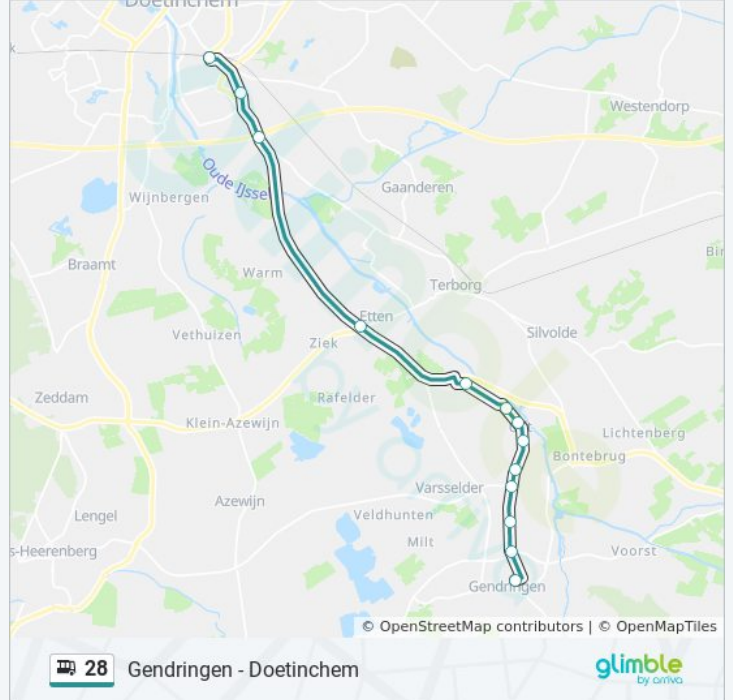 Doetinchem
k
Westendorp
Oude IJssel
Gaanderen
Wijnbergen
Bir
Braamt
Warm
Terborg
Etten
Vethuizen
Ziek
Silvolde
Zeddam
Rafelder
Klein-Azewijn
Lichtenberg
Bontebrug
Varsselder
Azewijn
Lengel
Veldhunten
Milt
s-Heerenberg
Voorst
Gendringen
© OpenStreetMap contributors | © OpenMapTiles
28 Gendringen - Doetinchem
glimble
by arriva